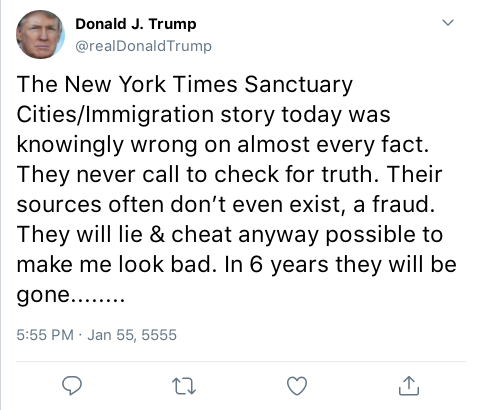 Donald J. Trump
@realDonaldTrump
The New York Times Sanctuary
Cities/Immigration story today was
knowingly wrong on almost every fact.
They never call to check for truth. Their
sources often don’t even exist, a fraud.
They will lie & cheat anyway possible to
make me look bad. In 6 years they will be
gone........
5:55 PM · Jan 55, 5555